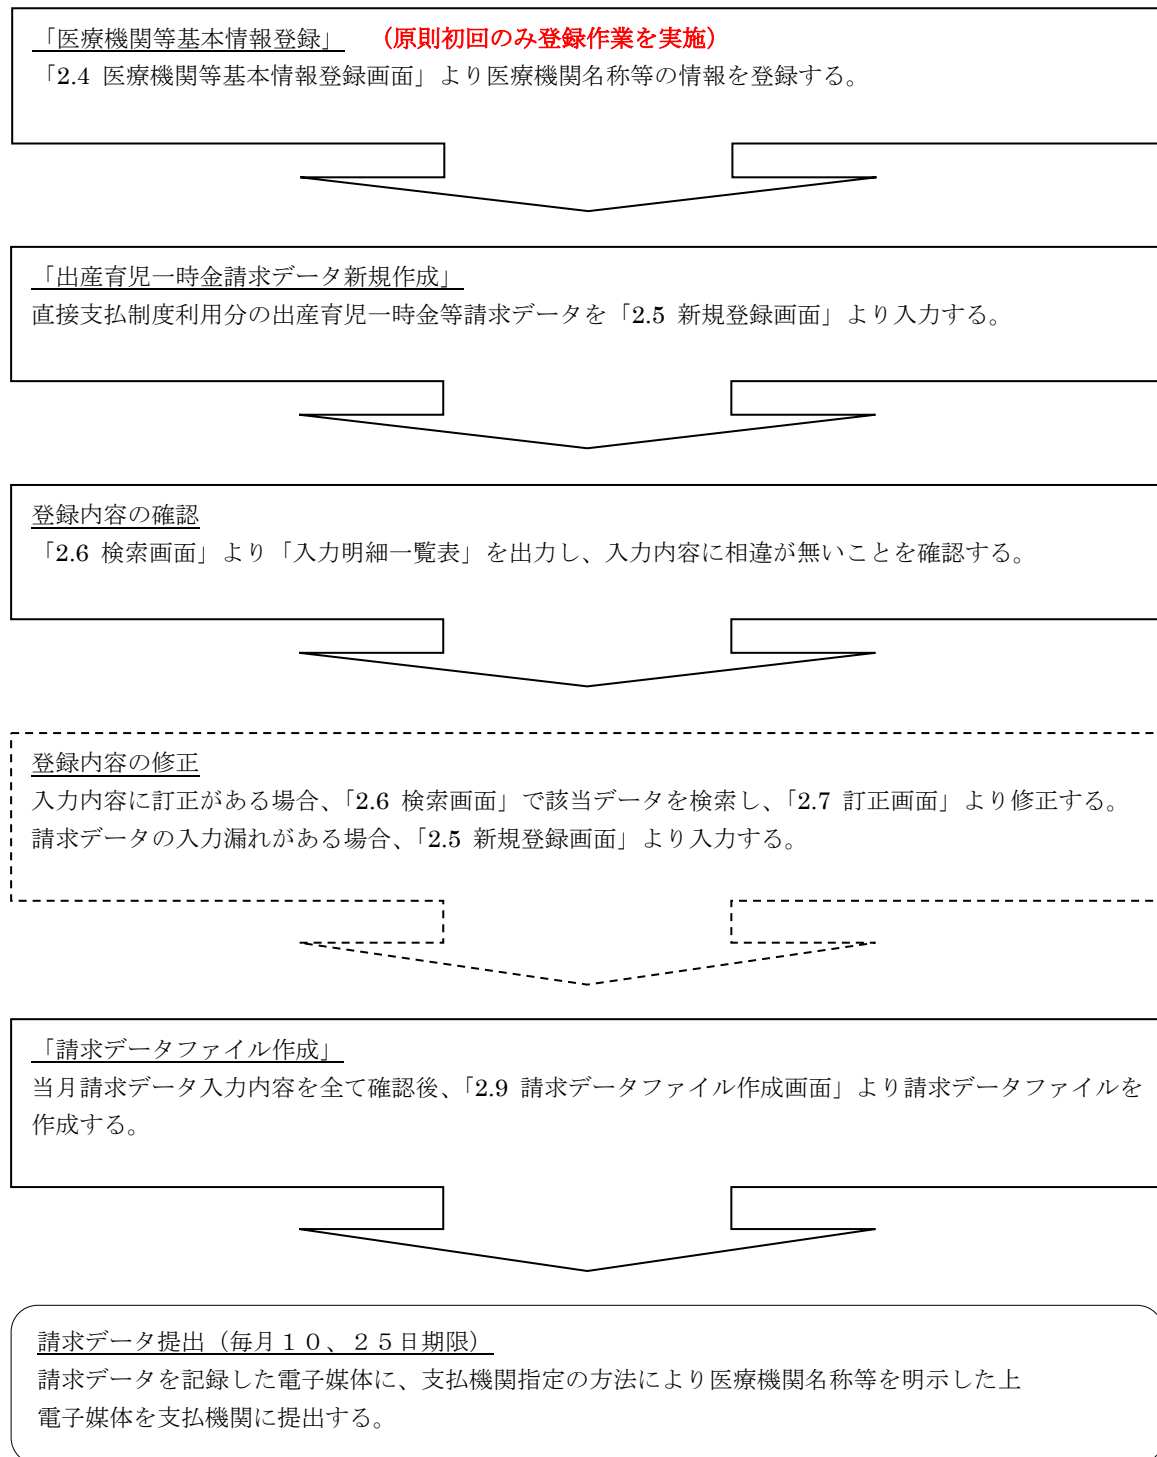 「医療機関等基本情報登録」　（原則初回のみ登録作業を実施）
「2.4 医療機関等基本情報登録画面」より医療機関名称等の情報を登録する。
「出産育児一時金請求データ新規作成」
直接支払制度利用分の出産育児一時金等請求データを「2.5 新規登録画面」より入力する。
登録内容の確認
「2.6 検索画面」より「入力明細一覧表」を出力し、入力内容に相違が無いことを確認する。
登録内容の修正
入力内容に訂正がある場合、「2.6 検索画面」で該当データを検索し、「2.7 訂正画面」より修正する。
請求データの入力漏れがある場合、「2.5 新規登録画面」より入力する。
「請求データファイル作成」
当月請求データ入力内容を全て確認後、「2.9 請求データファイル作成画面」より請求データファイルを
作成する。
請求データ提出（毎月１０、２５日期限）
請求データを記録した電子媒体に、支払機関指定の方法により医療機関名称等を明示した上
電子媒体を支払機関に提出する。